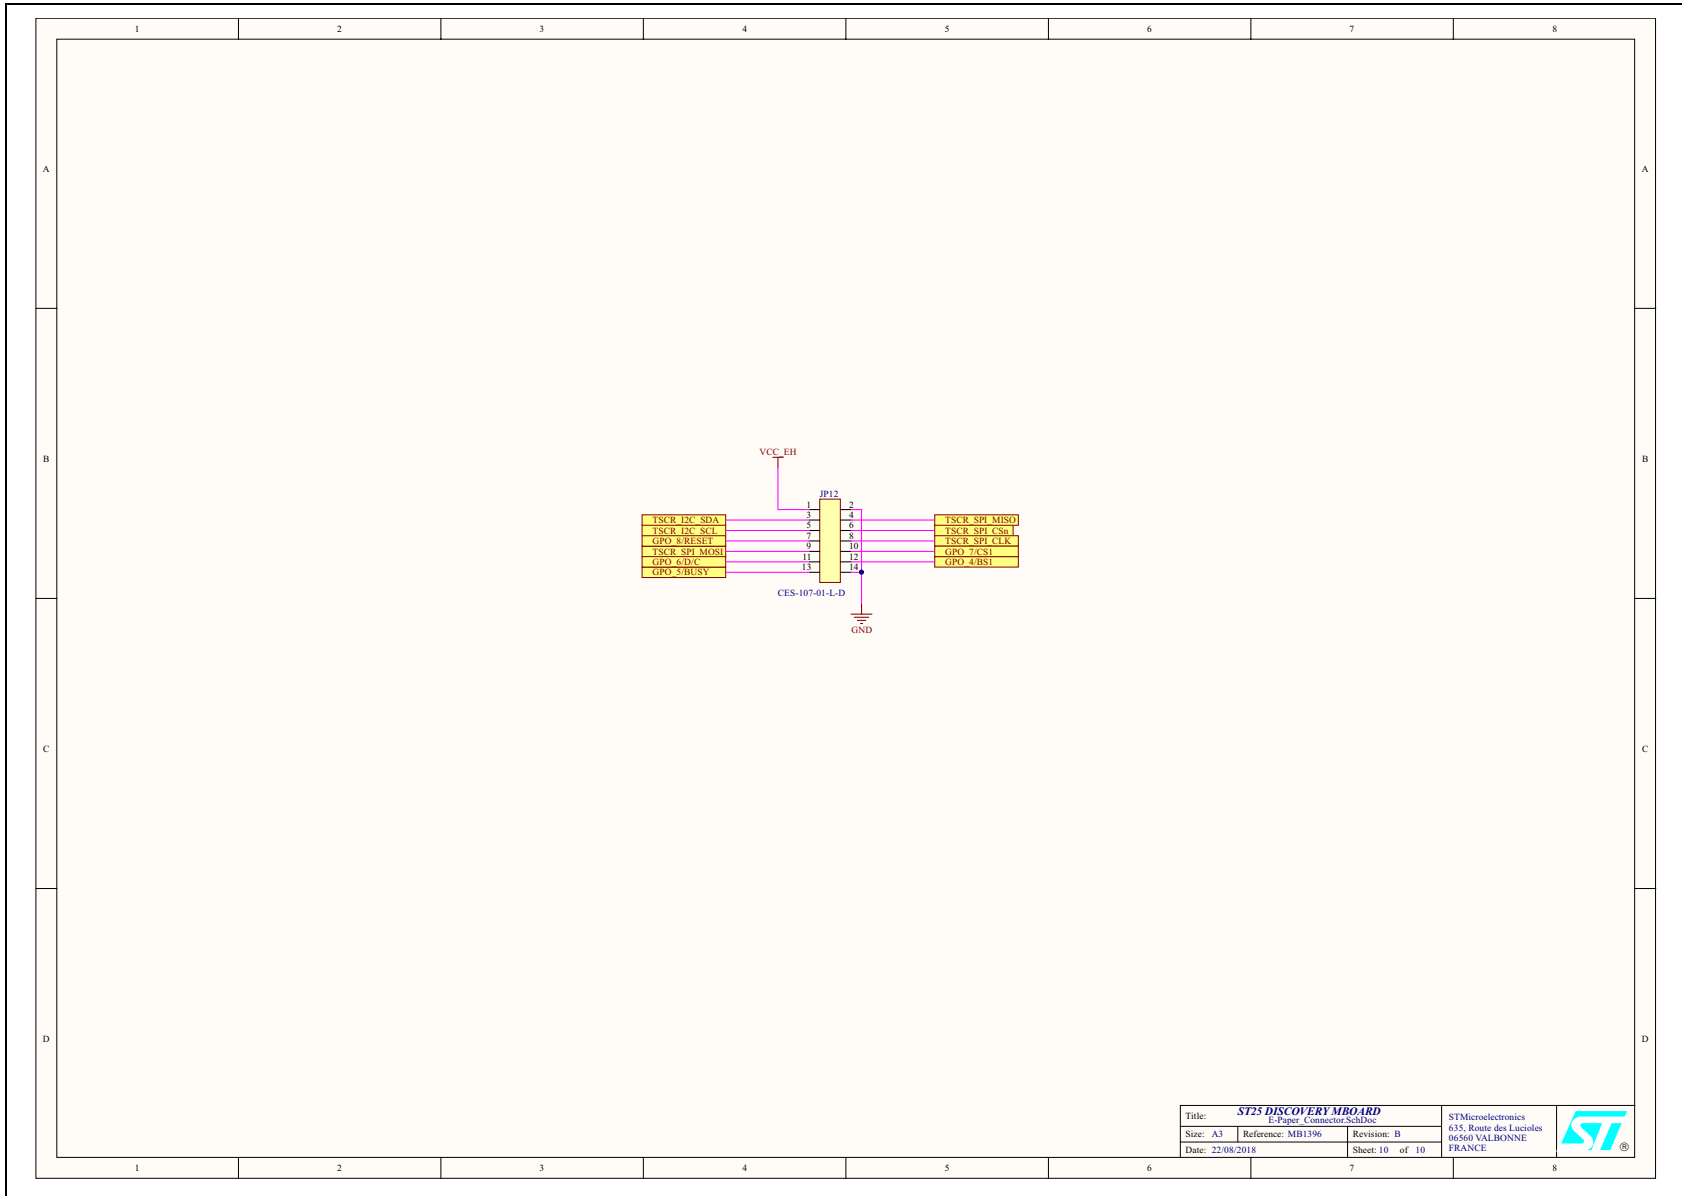 1 2 3 4 5 6 7 8
A A
VCC_EH
B B
JP12
1 2
TSCR_I2C_SDA 3 4 TSCR_SPI_MISO
TSCR_I2C_SCL 5 6 TSCR_SPI_CSn
GPO_8/RESET 7 8 TSCR_SPI_CLK
TSCR_SPI_MOSI 9 10 GPO_7/CS1
GPO_6/D/C 11 12 GPO_4/BS1
GPO_5/BUSY 13 14
CES-107-01-L-D
GND
C C
D D
Title: ST25 DISCOVERY MBOARD
E-Paper_Connector.SchDoc
Size: A3 Reference: MB1396 Revision: B
Date: 22/08/2018 Sheet: 10 of 10
STMicroelectronics
635, Route des Lucioles
06560 VALBONNE
FRANCE
ST ®
1 2 3 4 5 6 7 8